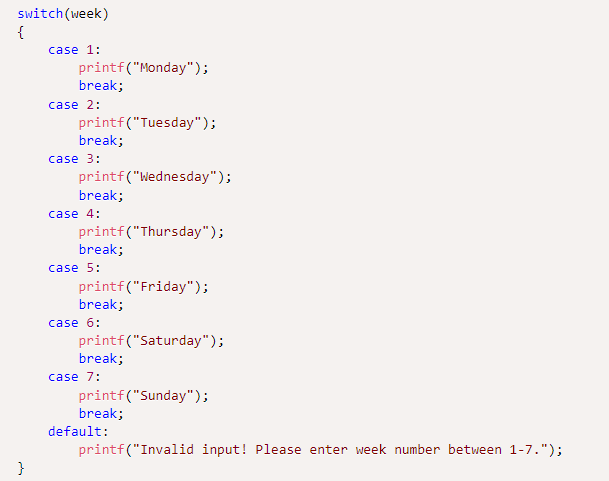 switch(week)
{
    case 1:
        printf("Monday");
        break;
    case 2:
        printf("Tuesday");
        break;
    case 3:
        printf("Wednesday");
        break;
    case 4:
        printf("Thursday");
        break;
    case 5:
        printf("Friday");
        break;
    case 6:
        printf("Saturday");
        break;
    case 7:
        printf("Sunday");
        break;
    default:
        printf("Invalid input! Please enter week number between 1-7.");
}